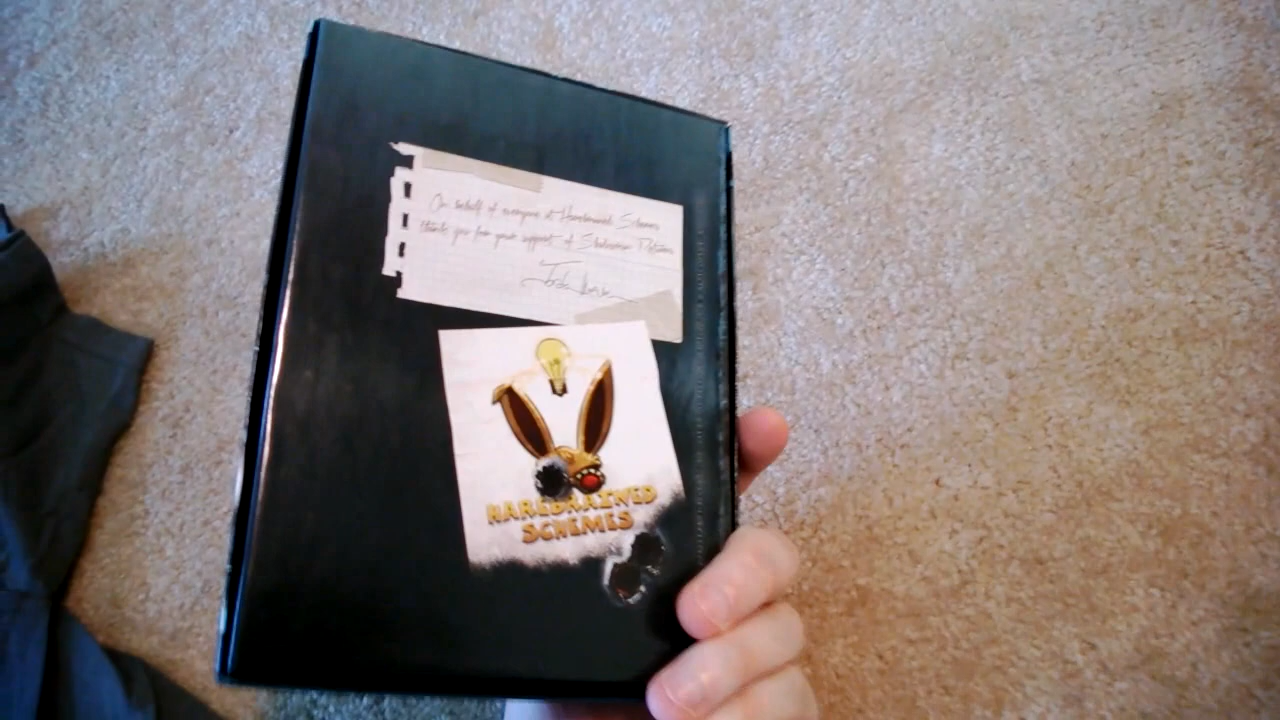 On behalf of everyone at Harebrained Schemes
thank you for your support of Shadowrun Returns
HAREBRAINED
SCHEMES